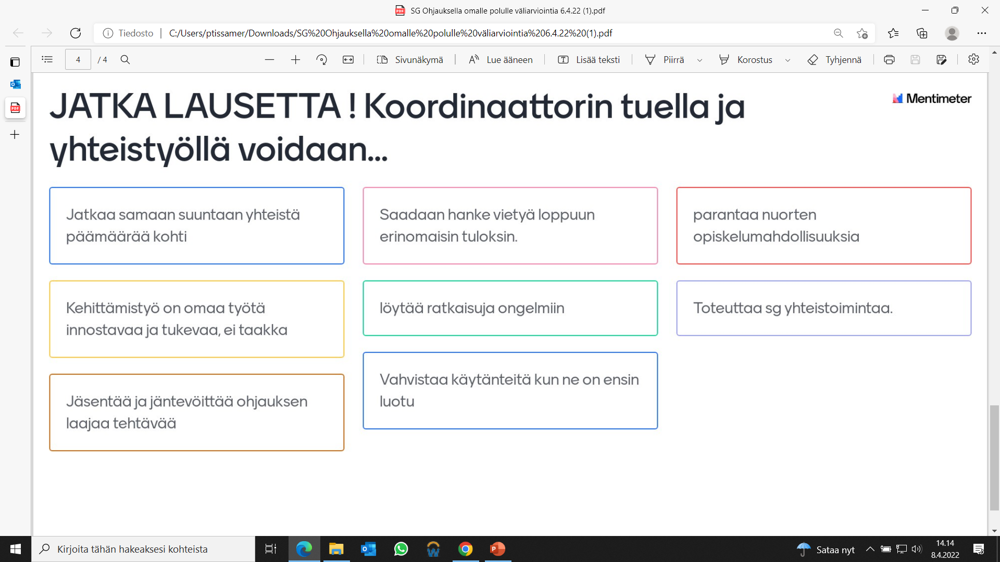 SG Ohjauksella omalle polulle väliarviointia 6.4.22 (1).pdf
Tiedosto
C:/Users/ptissamer/Downloads/SG%20Ohjauksella%20omalle%20polulle%20väliarviointia%206.4.22%20(1).pdf
4 / 4
Sivunäkymä
Lue ääneen
Lisää teksti
Piirrä
Korostus
Tyhjennä
JATKA LAUSETTA ! Koordinaattorin tuella ja
yhteistyöllä voidaan...
Mentimeter
Jatkaa samaan suuntaan yhteistä
päämäärää kohti
Kehittämistyö on omaa työtä
innostavaa ja tukevaa, ei taakka
Jäsentää ja jäntevöittää ohjauksen
laajaa tehtävää
Saadaan hanke vietyä loppuun
erinomaisin tuloksin.
löytää ratkaisuja ongelmiin
Vahvistaa käytänteitä kun ne on ensin
luotu
parantaa nuorten
opiskelumahdollisuuksia
Toteuttaa sg yhteistoimintaa.
Kirjoita tähän hakeaksesi kohteista
Sataa nyt
14.14
8.4.2022